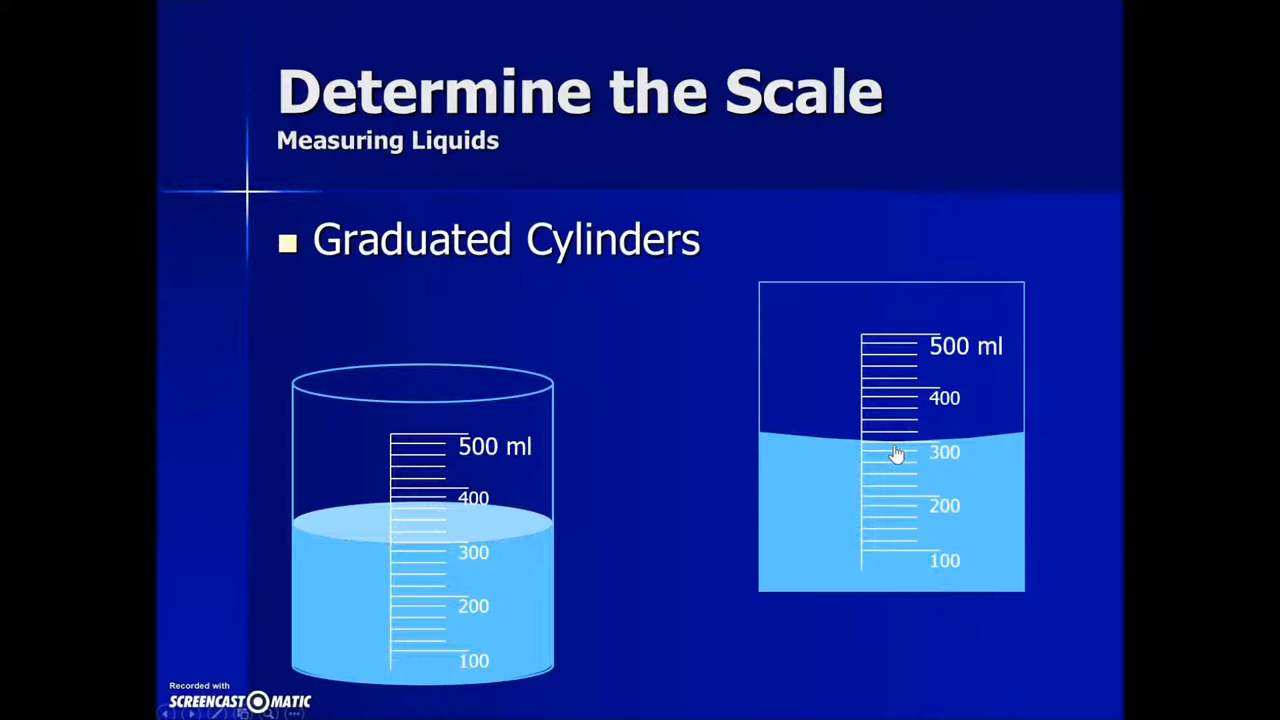 Determine the Scale
Measuring Liquids
Graduated Cylinders
500 ml
400
300
200
100
500 ml
400
300
200
100
Recorded with
SCREENCAST-O-MATIC